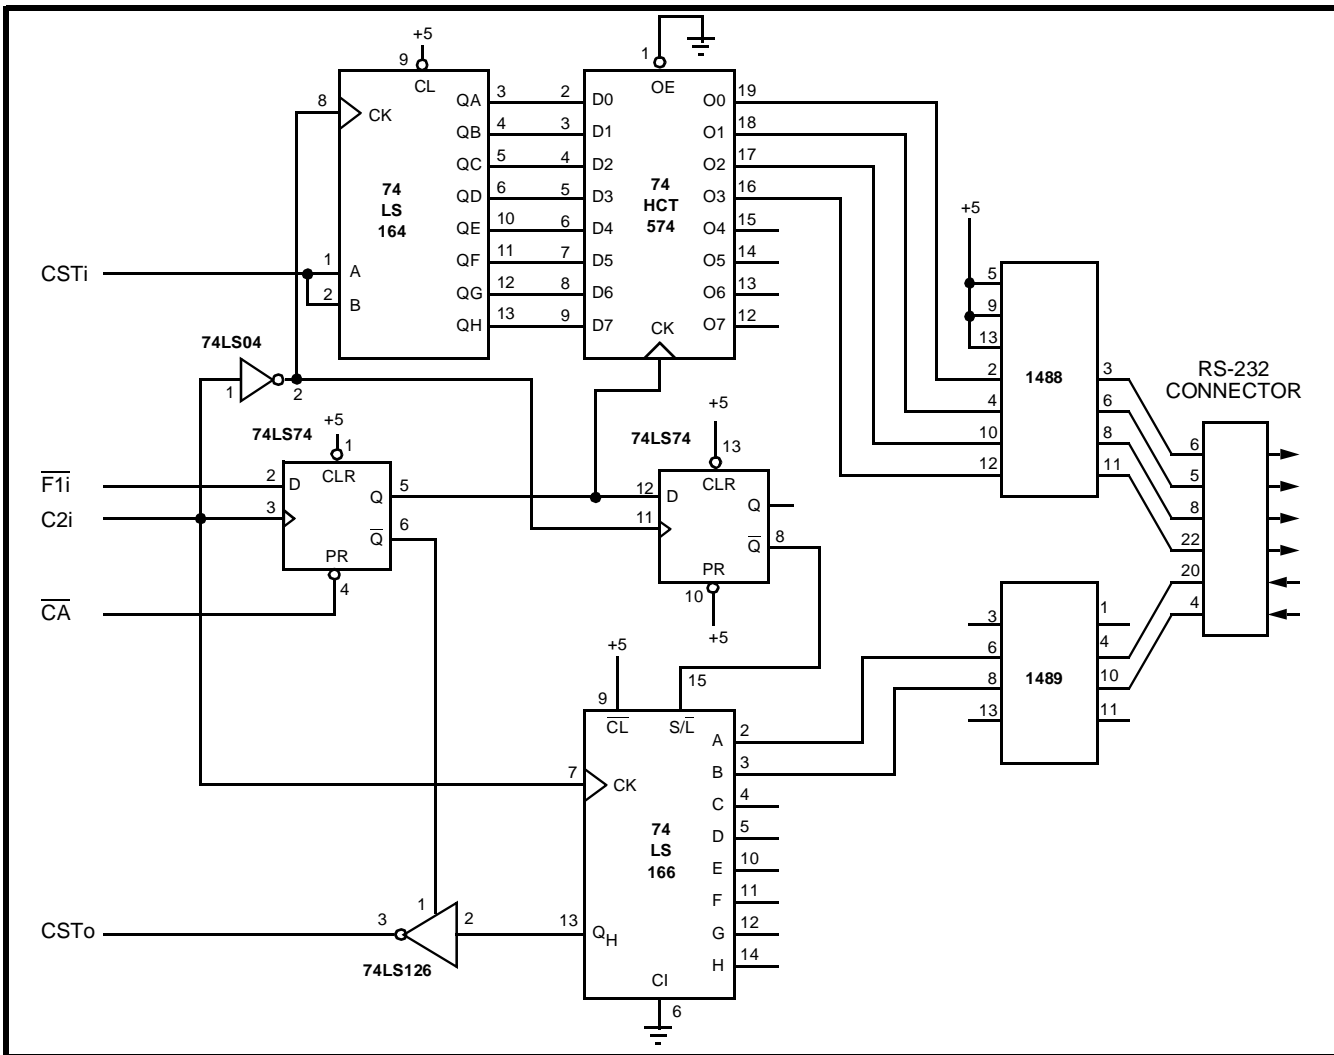 +5
9
CL
8
CK
QA
3
QB
4
QC
5
QD
6
QE
10
QF
11
QG
12
QH
13
74
LS
164
CSTi
1
A
2
B
1
OE
2
D0
3
D1
4
D2
5
D3
6
D4
7
D5
8
D6
9
D7
74
HCT
574
CK
O0
19
O1
18
O2
17
O3
16
O4
15
O5
14
O6
13
O7
12
+5
5
9
13
2
4
10
12
1488
3
6
8
11
RS-232
CONNECTOR
6
5
8
22
20
4
74LS04
1
2
74LS74
+5
1
CLR
F1i
2
D
Q
5
C2i
3
Q
6
PR
4
CA
74LS74
+5
13
CLR
12
D
Q
11
Q
8
PR
10
+5
3
6
8
13
1489
1
4
10
11
+5
9
CL
15
S/L
7
CK
A
2
B
3
C
4
D
5
E
10
F
11
G
12
H
14
74
LS
166
13
QH
CI
6
CSTo
3
1
2
74LS126